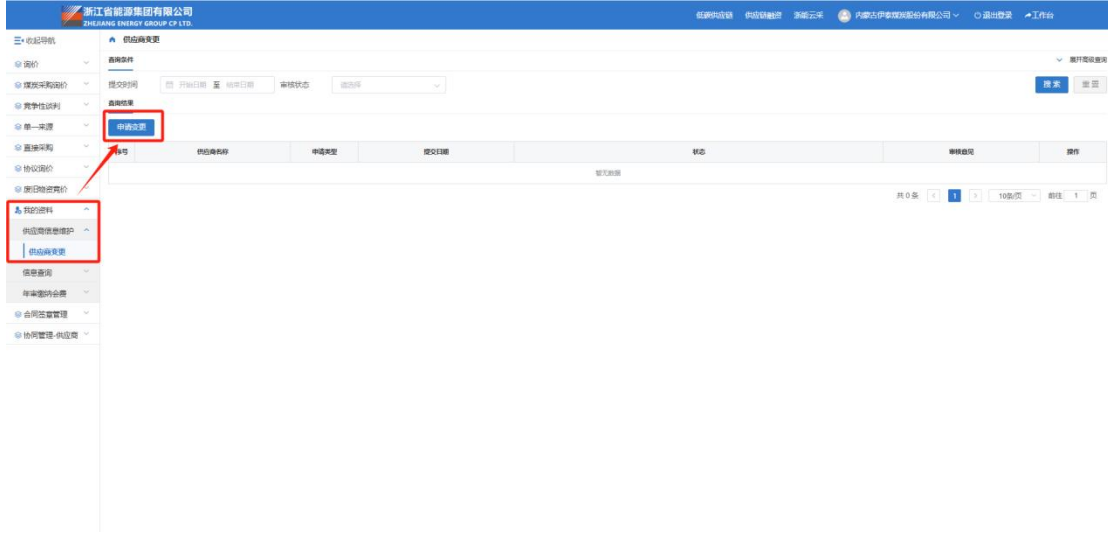 浙江省能源集团有限公司
ZHEJIANG ENERGY GROUP CP LTD.
低碳供应链 供应链融资 浙能云采 内蒙古伊泰煤炭股份有限公司 退出登录 工作台
收起导航
供应商变更
询价
煤炭采购询价
竞争性谈判
单一来源
直接采购
协议询价
废旧物资竞价
我的资料
供应商信息维护
供应商变更
信息查询
年审缴纳会费
合同签章管理
协同管理-供应商
查询条件
展开高级查询
提交时间 开始日期 至 结束日期 审核状态 请选择
搜索 重置
查询结果
申请变更
序号 供应商名称 申请类型 提交日期 状态 审核意见 操作
暂无数据
共 0 条 1 10条/页 前往 1 页